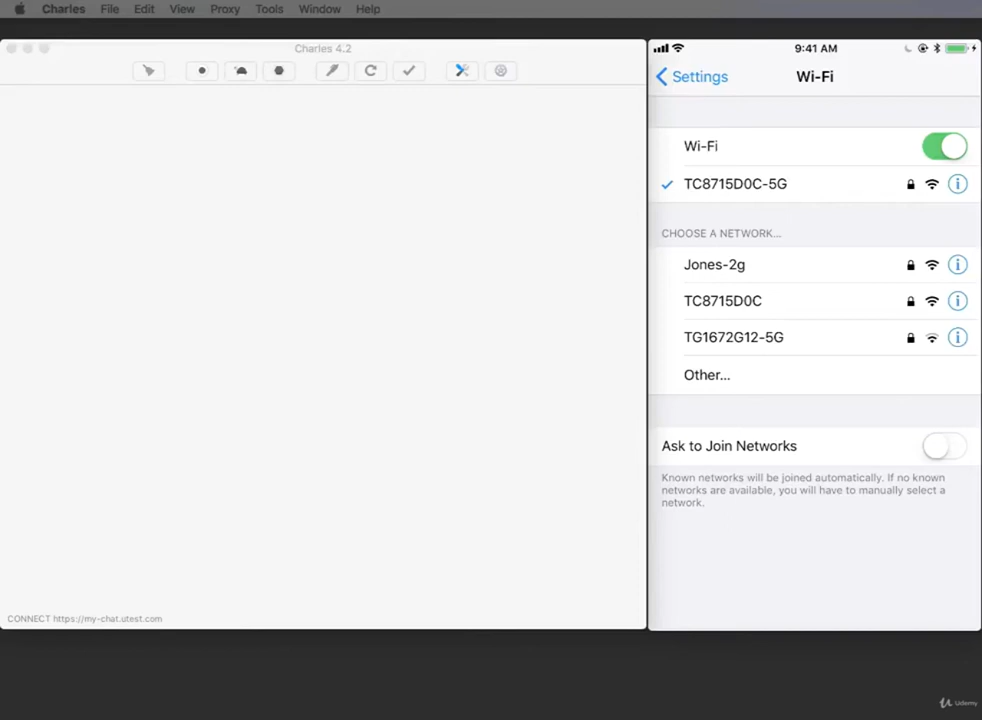 Charles File Edit View Proxy Tools Window Help
Charles 4.2
CONNECT https://my-chat.utest.com
9:41 AM
Settings Wi-Fi
Wi-Fi
TC8715D0C-5G
CHOOSE A NETWORK...
Jones-2g
TC8715D0C
TG1672G12-5G
Other...
Ask to Join Networks
Known networks will be joined automatically. If no known
networks are available, you will have to manually select a
network.
Udemy